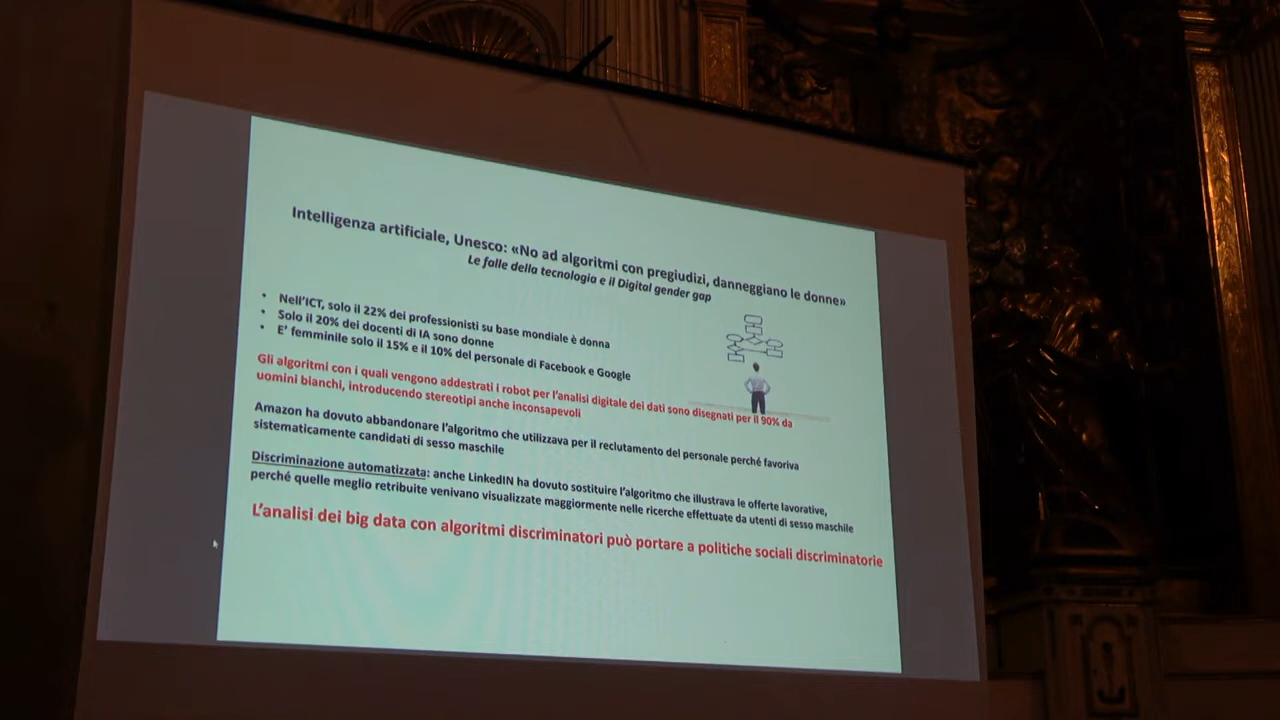 Intelligenza artificiale, Unesco: «No ad algoritmi con pregiudizi, danneggiano le donne»
Le falle della tecnologia e il Digital gender gap
• Nell'ICT, solo il 22% dei professionisti su base mondiale è donna
• Solo il 20% dei docenti di IA sono donne
• E' femminile solo il 15% e il 10% del personale di Facebook e Google
Gli algoritmi con i quali vengono addestrati i robot per l'analisi digitale dei dati sono disegnati per il 90% da
uomini bianchi, introducendo stereotipi anche inconsapevoli
Amazon ha dovuto abbandonare l'algoritmo che utilizzava per il reclutamento del personale perché favoriva
sistematicamente candidati di sesso maschile
Discriminazione automatizzata: anche LinkedIN ha dovuto sostituire l'algoritmo che illustrava le offerte lavorative,
perché quelle meglio retribuite venivano visualizzate maggiormente nelle ricerche effettuate da utenti di sesso maschile
L'analisi dei big data con algoritmi discriminatori può portare a politiche sociali discriminatorie